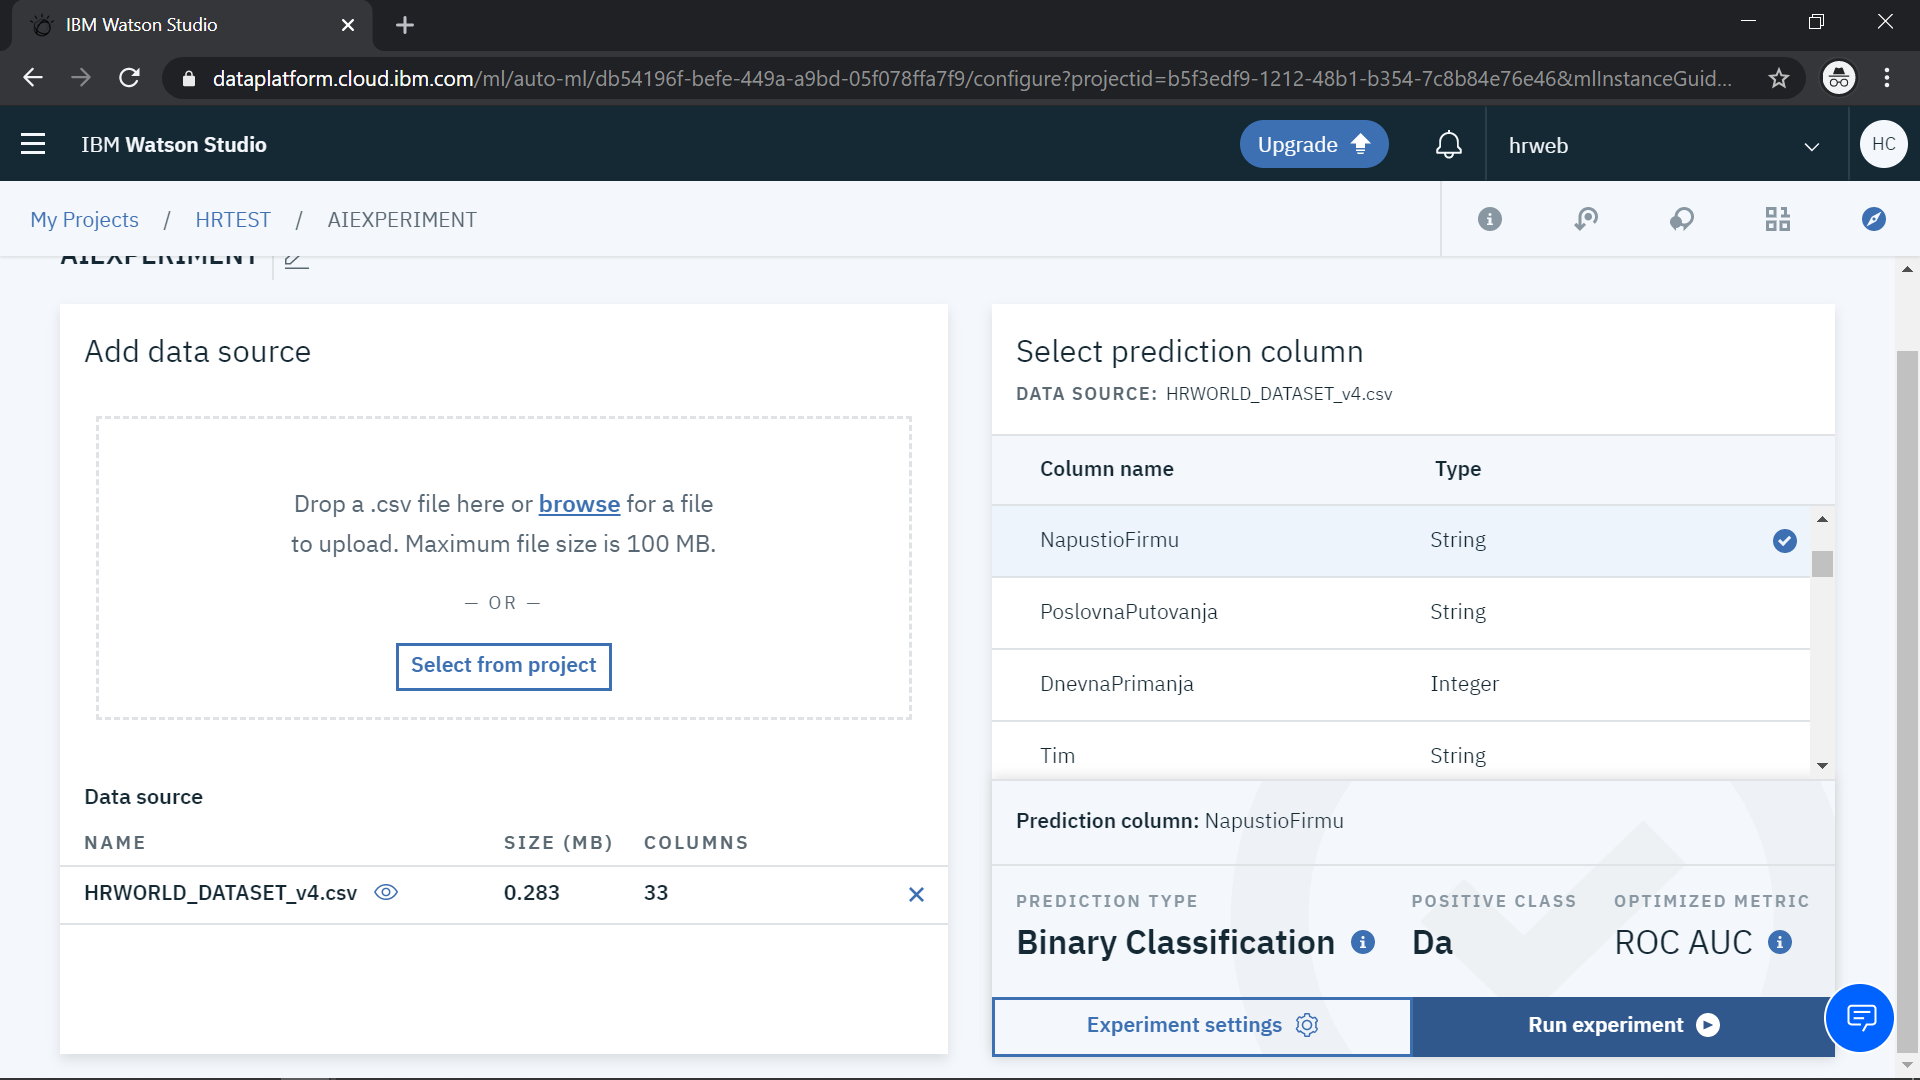 IBM Watson Studio
dataplatform.cloud.ibm.com/ml/auto-ml/db54196f-befe-449a-a9bd-05f078ffa7f9/configure?projectid=b5f3edf9-1212-48b1-b354-7c8b84e76e46&mlInstanceGuid...
IBM Watson Studio
Upgrade
hrweb
HC
My Projects / HRTEST / AIEXPERIMENT
AIEXPERIMENT
Add data source
Drop a .csv file here or browse for a file
to upload. Maximum file size is 100 MB.
— OR —
Select from project
Data source
NAME SIZE (MB) COLUMNS
HRWORLD_DATASET_v4.csv 0.283 33
Select prediction column
DATA SOURCE: HRWORLD_DATASET_v4.csv
Column name Type
NapustioFirmu String
PoslovnaPutovanja String
DnevnaPrimanja Integer
Tim String
Prediction column: NapustioFirmu
PREDICTION TYPE POSITIVE CLASS OPTIMIZED METRIC
Binary Classification Da ROC AUC
Experiment settings Run experiment